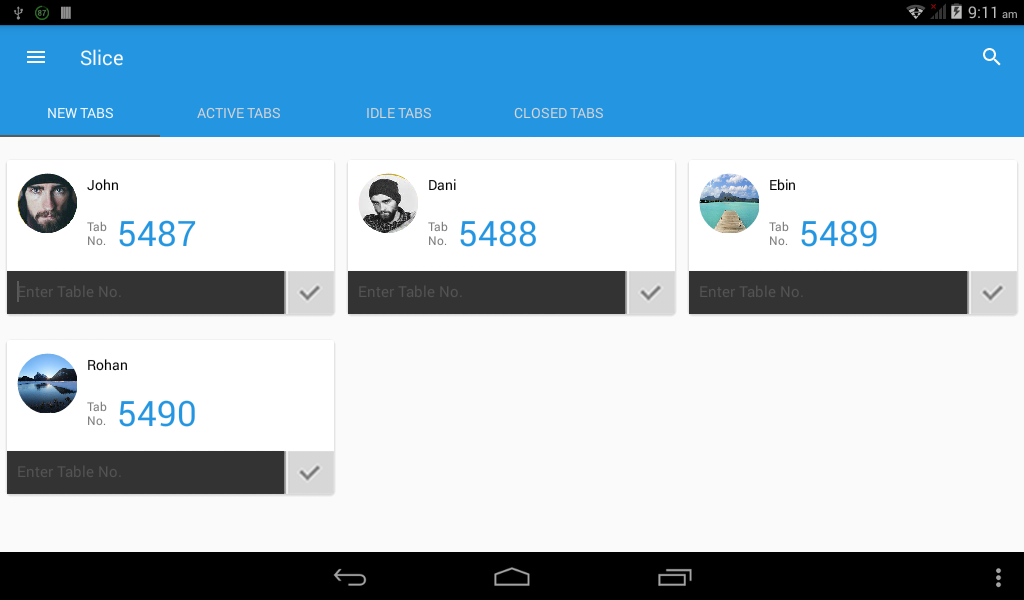 87
9:11 am
Slice
NEW TABS
ACTIVE TABS
IDLE TABS
CLOSED TABS
John
Tab
No.
5487
Enter Table No.
Dani
Tab
No.
5488
Enter Table No.
Ebin
Tab
No.
5489
Enter Table No.
Rohan
Tab
No.
5490
Enter Table No.